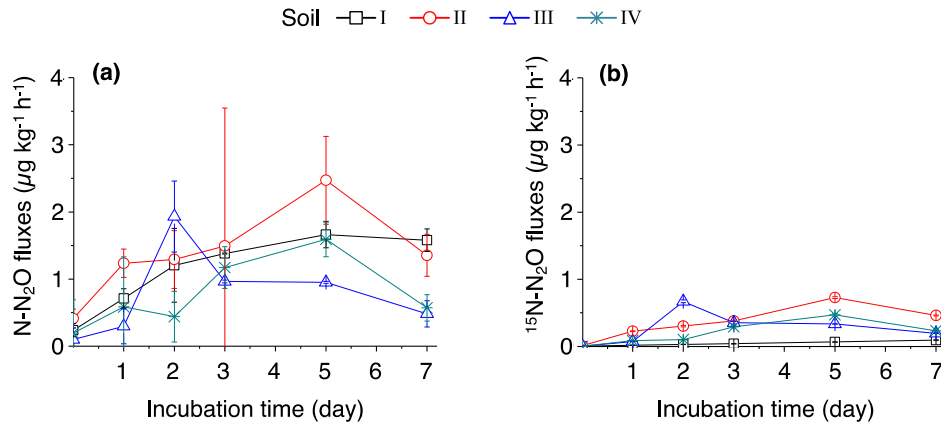 Soil I II III IV
(a)
N-N₂O fluxes (µg kg⁻¹ h⁻¹)
4
3
2
1
0
1 2 3 4 5 6 7
Incubation time (day)
(b)
¹⁵N-N₂O fluxes (µg kg⁻¹ h⁻¹)
4
3
2
1
0
1 2 3 4 5 6 7
Incubation time (day)